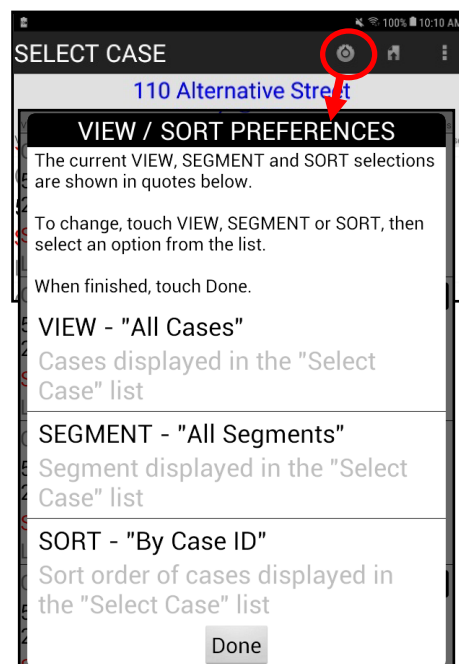 100% 10:10 AM
SELECT CASE
110 Alternative Street
VIEW / SORT PREFERENCES
The current VIEW, SEGMENT and SORT selections
are shown in quotes below.
To change, touch VIEW, SEGMENT or SORT, then
select an option from the list.
When finished, touch Done.
VIEW - "All Cases"
Cases displayed in the "Select
Case" list
SEGMENT - "All Segments"
Segment displayed in the "Select
Case" list
SORT - "By Case ID"
Sort order of cases displayed in
the "Select Case" list
Done